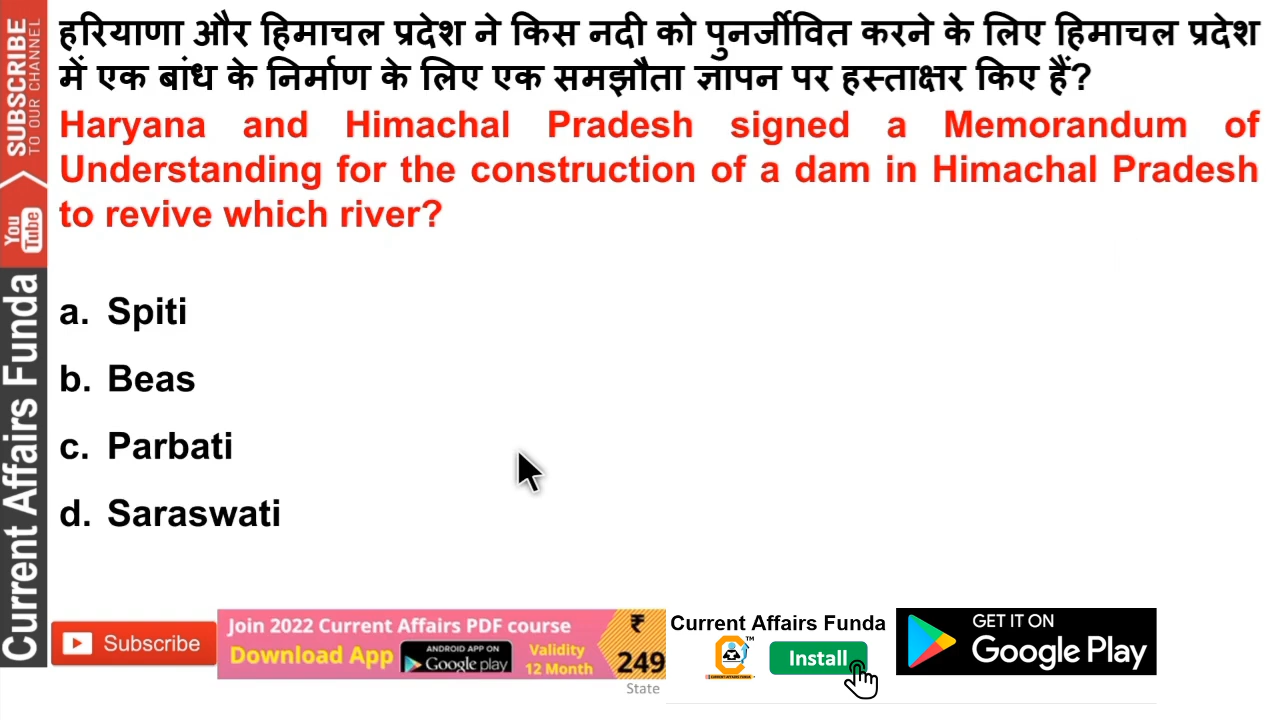 हरियाणा और हिमाचल प्रदेश ने किस नदी को पुनर्जीवित करने के लिए हिमाचल प्रदेश
में एक बांध के निर्माण के लिए एक समझौता ज्ञापन पर हस्ताक्षर किए हैं?
Haryana and Himachal Pradesh signed a Memorandum of
Understanding for the construction of a dam in Himachal Pradesh
to revive which river?
a. Spiti
b. Beas
c. Parbati
d. Saraswati
SUBSCRIBE
TO OUR CHANNEL
You
Tube
Current Affairs Funda
Subscribe
Join 2022 Current Affairs PDF course
Download App
ANDROID APP ON
Google play
Validity
12 Month
₹
249
State
Current Affairs Funda
TM
Install
GET IT ON
Google Play